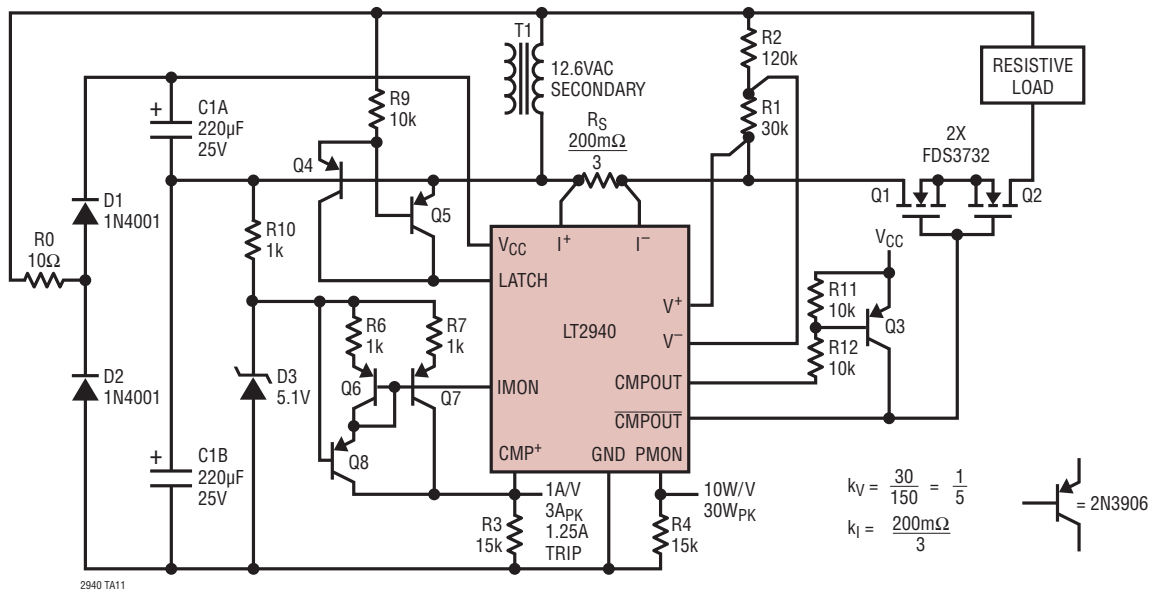 T1
12.6VAC
SECONDARY
R2
120k
R1
30k
RESISTIVE
LOAD
2X
FDS3732
Q1
Q2
C1A
220µF
25V
+
R9
10k
RS
200mΩ
3
Q4
Q5
D1
1N4001
R0
10Ω
R10
1k
VCC
I+
I−
LATCH
V+
V−
LT2940
IMON
CMPOUT
CMPOUT
CMP+
GND
PMON
VCC
R11
10k
Q3
R12
10k
R6
1k
R7
1k
Q6
Q7
Q8
D2
1N4001
D3
5.1V
+
C1B
220µF
25V
R3
15k
1A/V
3APK
1.25A
TRIP
R4
15k
10W/V
30WPK
kV = 30/150 = 1/5
kI = 200mΩ/3
= 2N3906
2940 TA11